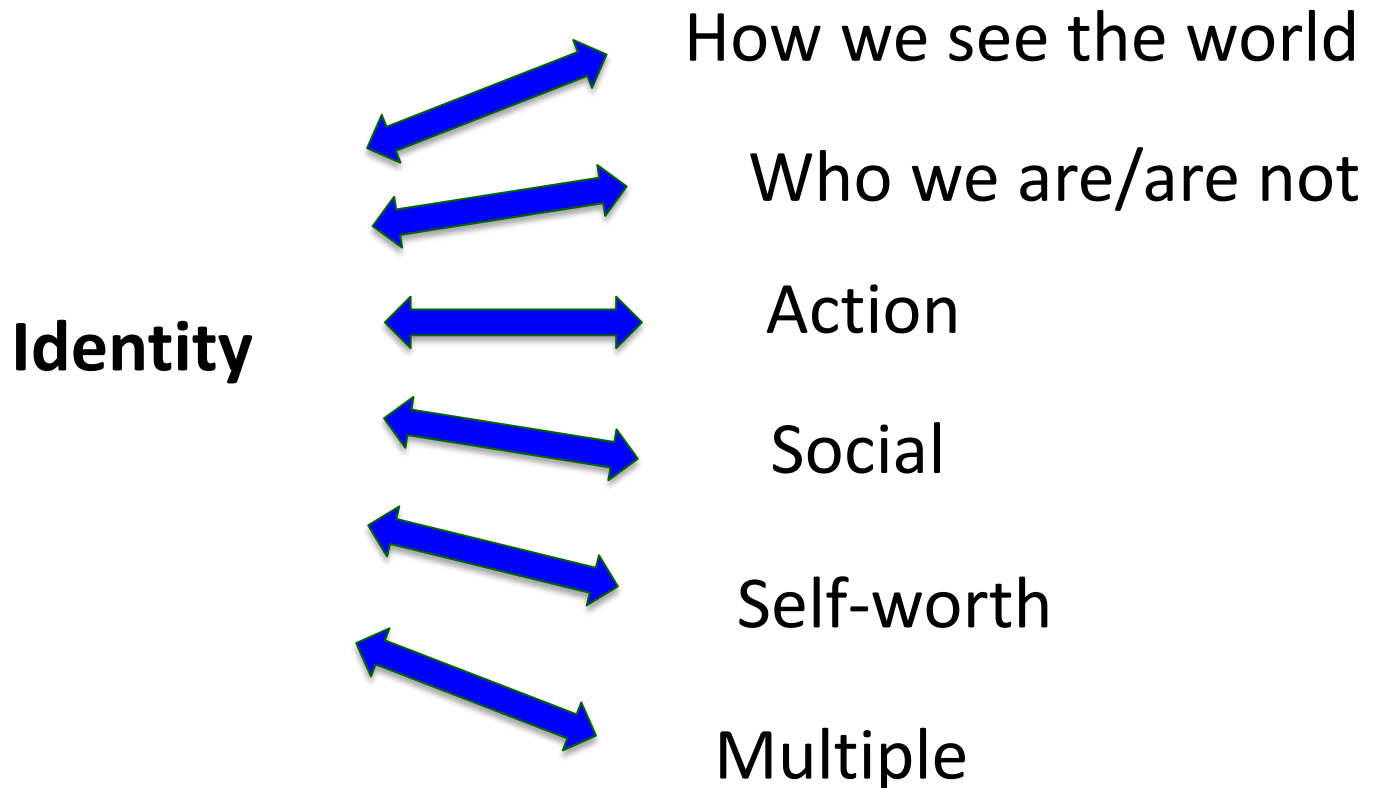 How we see the world
Who we are/are not
Action
Identity
Social
Self-worth
Multiple